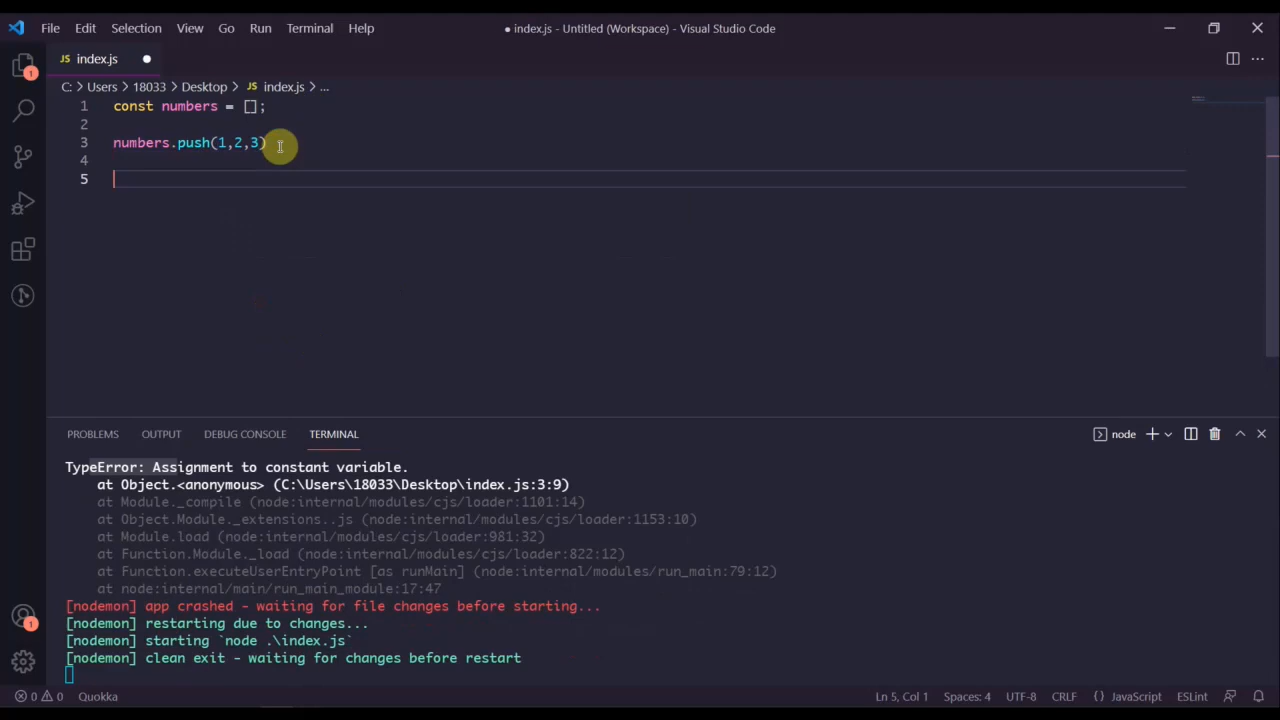 File Edit Selection View Go Run Terminal Help ● index.js - Untitled (Workspace) - Visual Studio Code
JS index.js ●
C: > Users > 18033 > Desktop > JS index.js > ...
1 const numbers = [];
2
3 numbers.push(1,2,3)
4
5
1
1
PROBLEMS OUTPUT DEBUG CONSOLE TERMINAL node
TypeError: Assignment to constant variable.
at Object.<anonymous> (C:\Users\18033\Desktop\index.js:3:9)
at Module._compile (node:internal/modules/cjs/loader:1101:14)
at Object.Module._extensions..js (node:internal/modules/cjs/loader:1153:10)
at Module.load (node:internal/modules/cjs/loader:981:32)
at Function.Module._load (node:internal/modules/cjs/loader:822:12)
at Function.executeUserEntryPoint [as runMain] (node:internal/modules/run_main:79:12)
at node:internal/main/run_main_module:17:47
[nodemon] app crashed - waiting for file changes before starting...
[nodemon] restarting due to changes...
[nodemon] starting `node .\index.js`
[nodemon] clean exit - waiting for changes before restart
0 0 Quokka Ln 5, Col 1 Spaces: 4 UTF-8 CRLF {} JavaScript ESLint